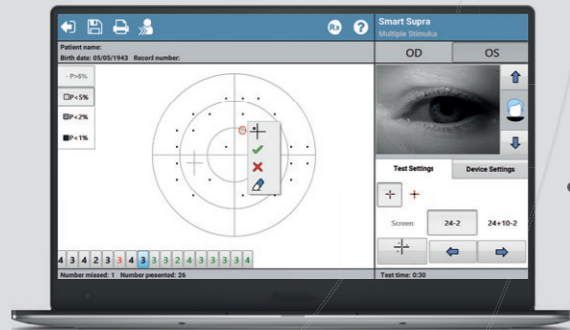 Rx
?
Smart Supra
Multiple Stimulus
Patient name:
Birth date: 05/05/1943 Record number:
OD
OS
- P>5%
P<5%
P<2%
P<1%
Test Settings
Device Settings
Screen
24-2
24+10-2
4 3 4 2 3 3 4 3 3 3 2 4 3 3 3 3 4
Number missed: 1 Number presented: 26
Test time: 0:30